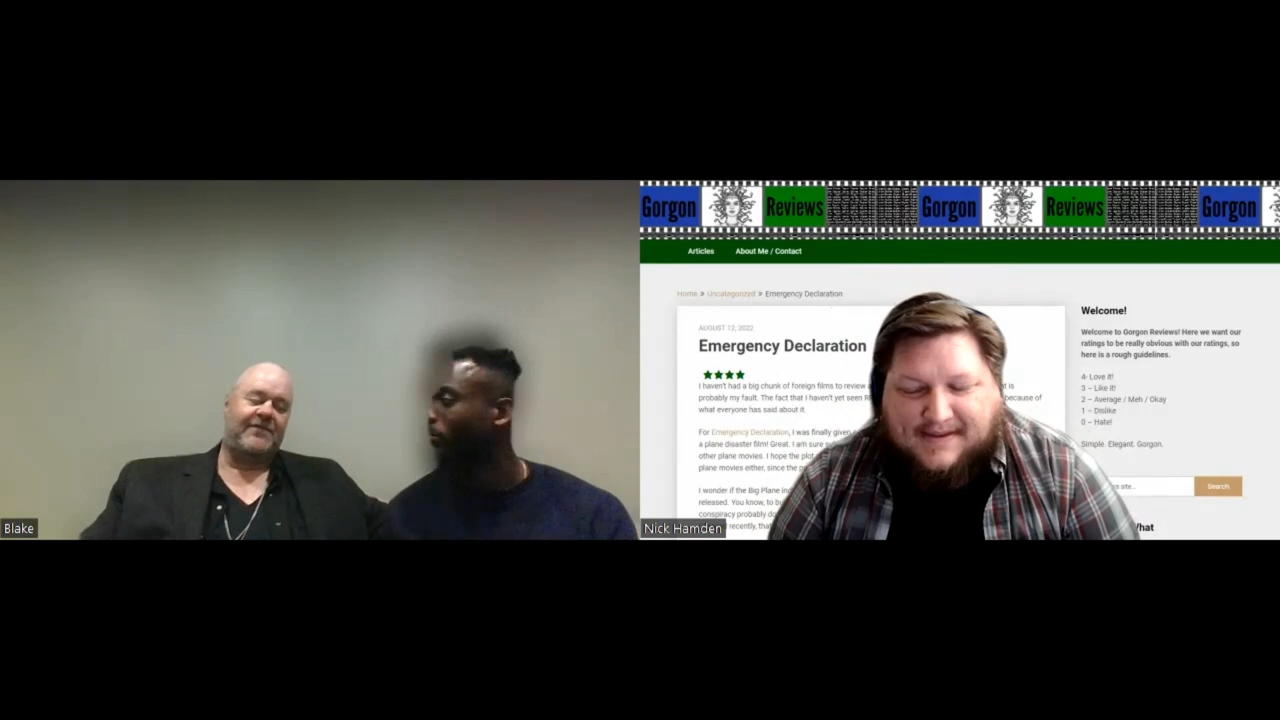 Gorgon Reviews Gorgon Reviews Gorgon
Articles About Me / Contact
Home » Uncategorized » Emergency Declaration
AUGUST 12, 2022
Emergency Declaration
I haven't had a big chunk of foreign films to review a
t is
probably my fault. The fact that I haven't yet seen
because of
what everyone has said about it.
For Emergency Declaration, I was finally given
a plane disaster film! Great. I am sure
other plane movies. I hope the plot
plane movies either, since the
I wonder if the Big Plane
released. You know, to
conspiracy probably
recently,
Welcome!
Welcome to Gorgon Reviews! Here we want our
ratings to be really obvious with our ratings, so
here is a rough guidelines.
4- Love it!
3 – Like it!
2 – Average / Meh / Okay
1 – Dislike
0 – Hate!
Simple. Elegant. Gorgon.
site... Search
hat
Blake
Nick Hamden